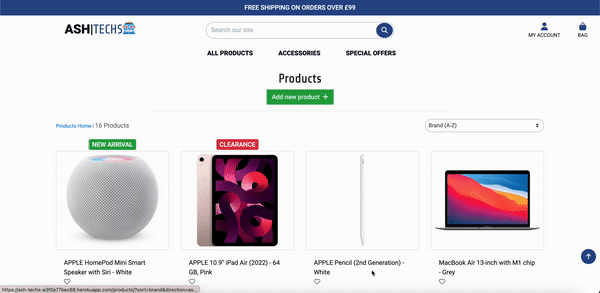 FREE SHIPPING ON ORDERS OVER £99
ASH|TECHS
Search our site
MY ACCOUNT
BAG
ALL PRODUCTS
ACCESSORIES
SPECIAL OFFERS
Products
Add new product +
Products Home | 16 Products
Brand (A-Z)
NEW ARRIVAL
CLEARANCE
APPLE HomePod Mini Smart
Speaker with Siri - White
APPLE 10.9" iPad Air (2022) - 64
GB, Pink
APPLE Pencil (2nd Generation) -
White
MacBook Air 13-inch with M1 chip
- Grey
https://ash-techs-a3f0a77bec88.herokuapp.com/products/?sort=brand&direction=as...